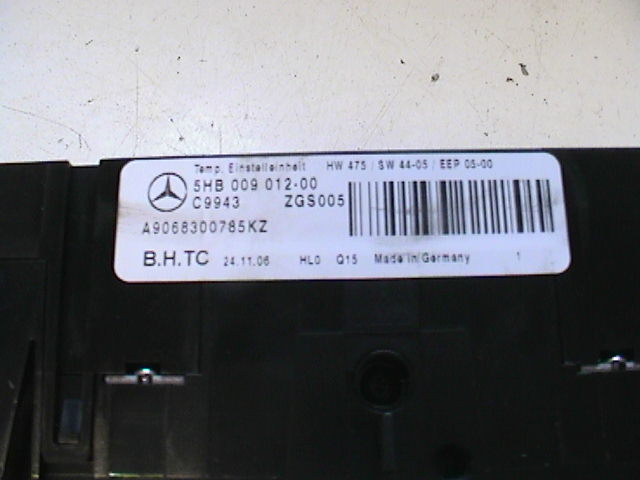 Temp. Einstelleinheit HW 475 / SW 44-05 / EEP 05-00
5HB 009 012-00
C9943 ZGS005
A9068300785KZ
B.H.TC 24.11.06 HL0 Q15 Made in Germany 1